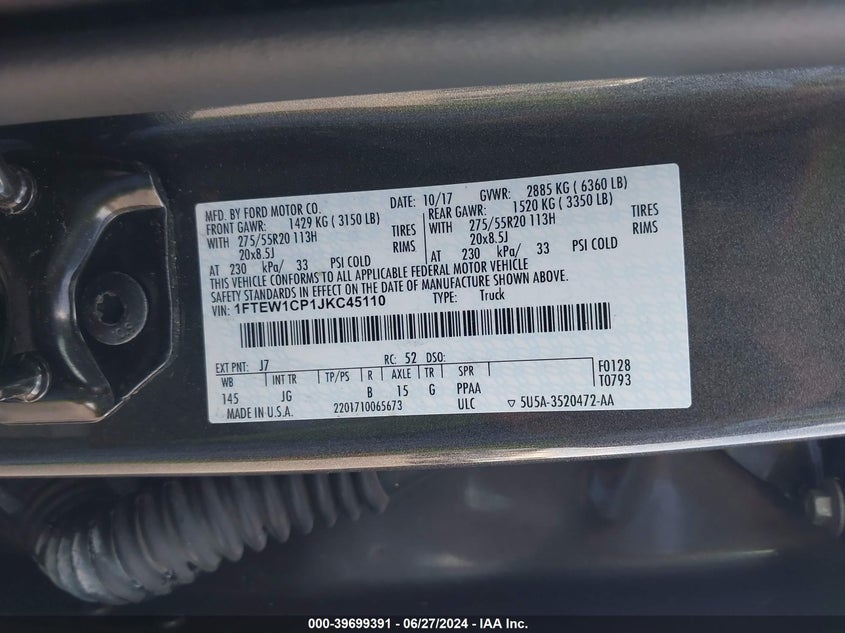 MFD. BY FORD MOTOR CO.
DATE: 10/17 GVWR: 2885 KG ( 6360 LB)
FRONT GAWR: 1429 KG ( 3150 LB) REAR GAWR: 1520 KG ( 3350 LB)
WITH 275/55R20 113H TIRES WITH 275/55R20 113H TIRES
20x8.5J RIMS 20x8.5J RIMS
AT 230 kPa/ 33 PSI COLD AT 230 kPa/ 33 PSI COLD
THIS VEHICLE CONFORMS TO ALL APPLICABLE FEDERAL MOTOR VEHICLE
SAFETY STANDARDS IN EFFECT ON THE DATE OF MANUFACTURE SHOWN ABOVE.
VIN: 1FTEW1CP1JKC45110 TYPE: Truck
EXT PNT: J7 RC: 52 DSO:
WB INT TR TP/PS R AXLE TR SPR F0128
145 JG B 15 G PPAA T0793
MADE IN U.S.A. 2201710065673 ULC ▽ 5U5A-3520472-AA
000-39699391 - 06/27/2024 - IAA Inc.